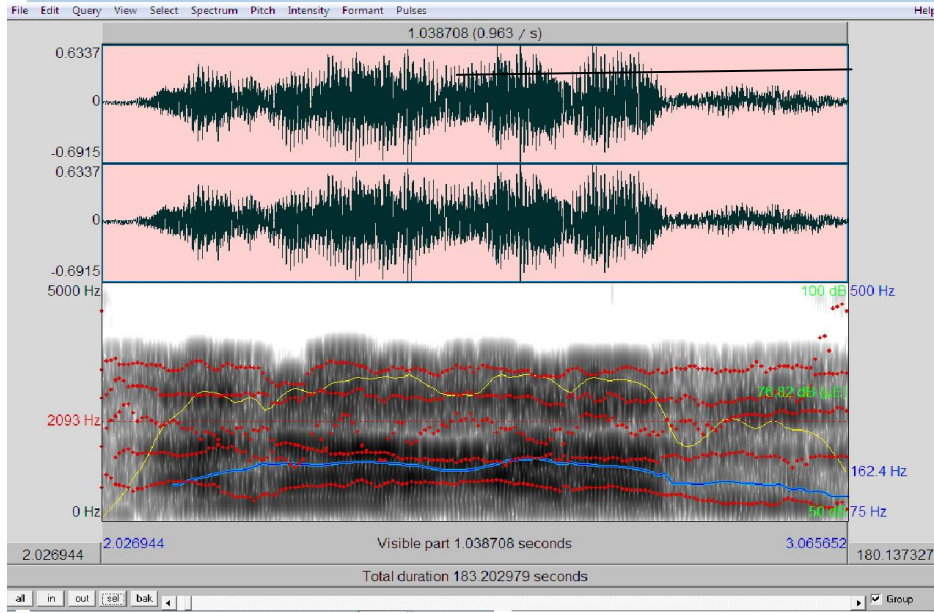 File Edit Query View Select Spectrum Pitch Intensity Formant Pulses Help
1.038708 (0.963 / s)
0.6337
0
-0.6915
0.6337
0
-0.6915
5000 Hz 100 dB 500 Hz
76.82 dB (µE)
2093 Hz
162.4 Hz
0 Hz 50 dB 75 Hz
2.026944 2.026944 Visible part 1.038708 seconds 3.065652 180.137327
Total duration 183.202979 seconds
all in out sel bak Group